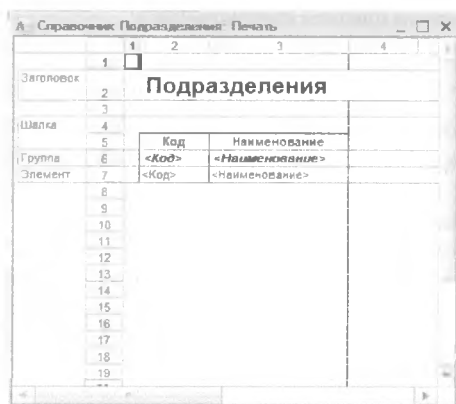 Справочник Подразделения: Печать
1 2 3 4
1
Заголовок
2 Подразделения
3
Шапка 4
5 Код Наименование
Группа 6 <Код> <Наименование>
Элемент 7 <Код> <Наименование>
8
9
10
11
12
13
14
15
16
17
18
19